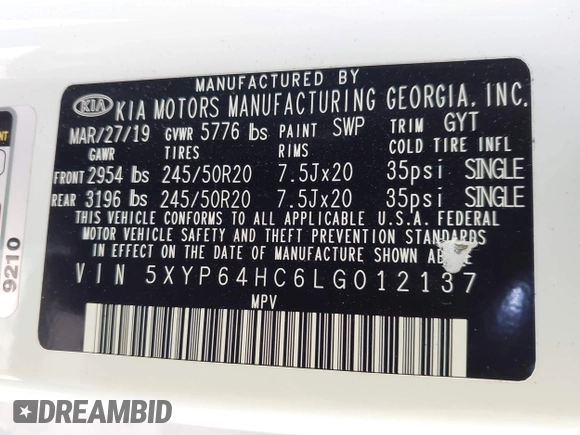 MANUFACTURED BY
KIA KIA MOTORS MANUFACTURING GEORGIA, INC.
MAR/27/19 GVWR 5776 lbs PAINT SWP TRIM GYT
GAWR TIRES RIMS COLD TIRE INFL
FRONT 2954 lbs 245/50R20 7.5Jx20 35psi SINGLE
REAR 3196 lbs 245/50R20 7.5Jx20 35psi SINGLE
THIS VEHICLE CONFORMS TO ALL APPLICABLE U.S.A. FEDERAL
MOTOR VEHICLE SAFETY AND THEFT PREVENTION STANDARDS
IN EFFECT ON THE DATE OF MANUFACTURE SHOWN ABOVE.
VIN 5XYP64HC6LG012137
MPV
9210
DREAMBID